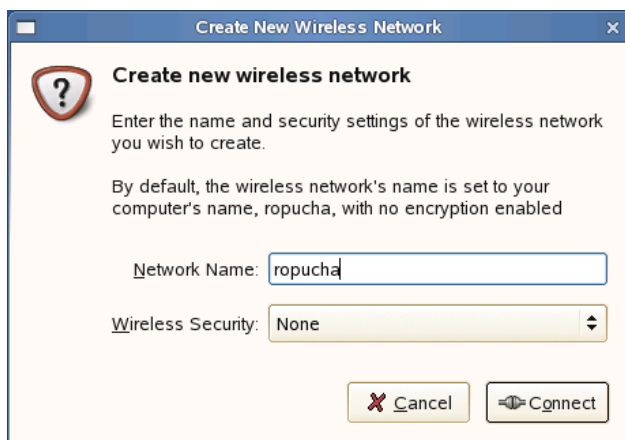 Create New Wireless Network
Create new wireless network
Enter the name and security settings of the wireless network
you wish to create.
By default, the wireless network's name is set to your
computer's name, ropucha, with no encryption enabled
Network Name: ropucha
Wireless Security: None
Cancel Connect